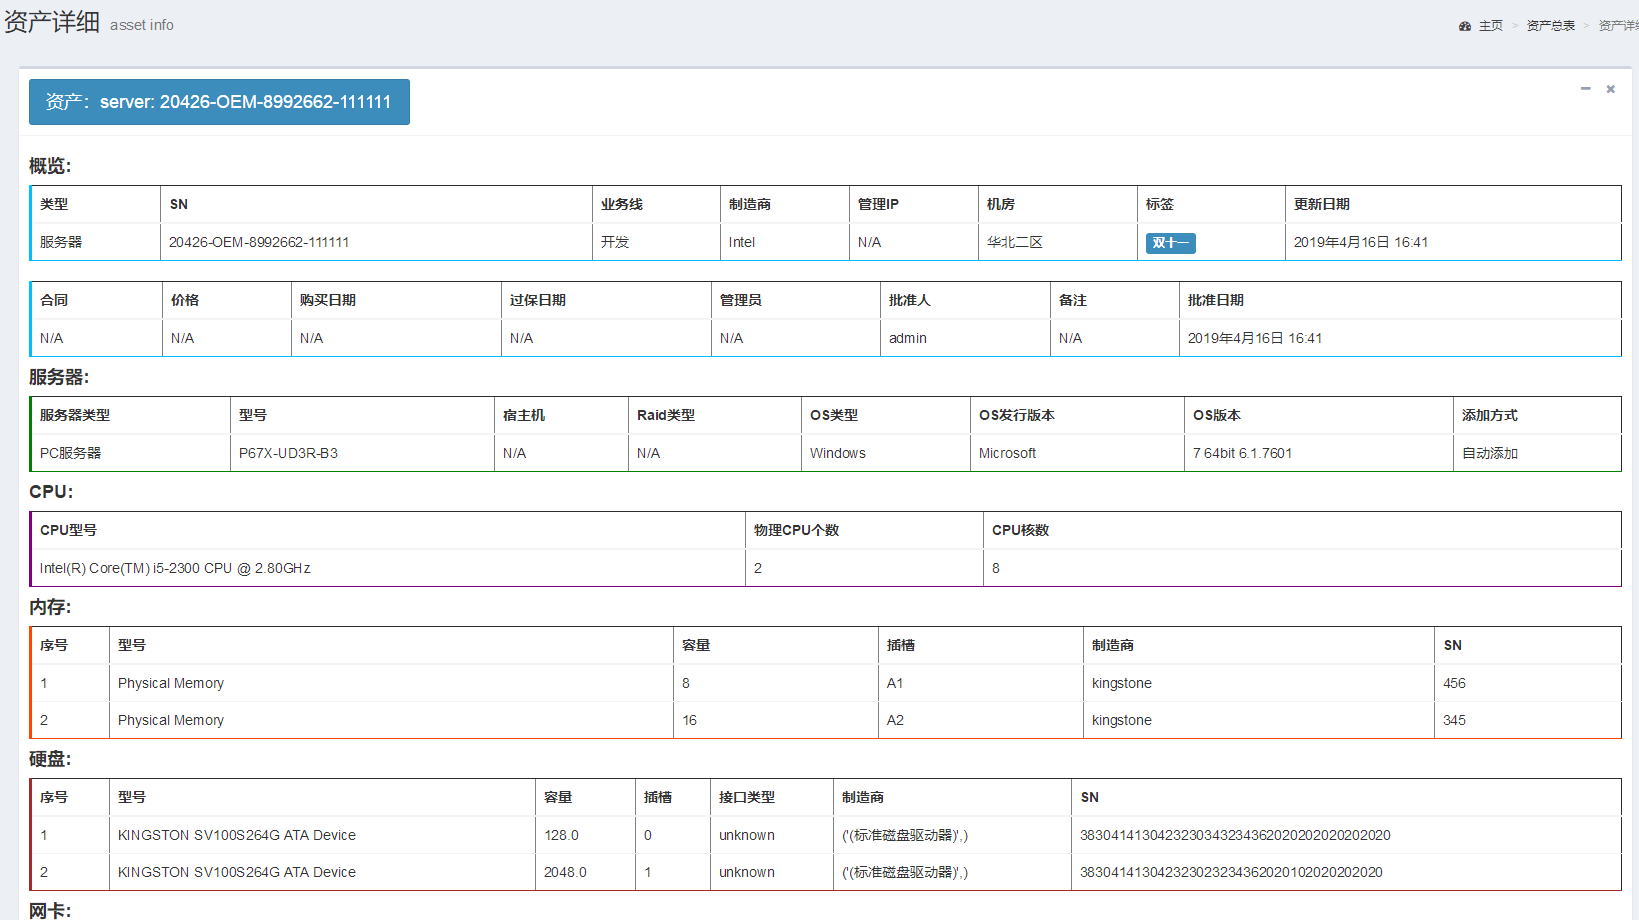 资产详细 asset info
主页 > 资产总表 > 资产详
资产：server: 20426-OEM-8992662-111111
概览:
类型 SN 业务线 制造商 管理IP 机房 标签 更新日期
服务器 20426-OEM-8992662-111111 开发 Intel N/A 华北二区 双十一 2019年4月16日 16:41
合同 价格 购买日期 过保日期 管理员 批准人 备注 批准日期
N/A N/A N/A N/A N/A admin N/A 2019年4月16日 16:41
服务器:
服务器类型 型号 宿主机 Raid类型 OS类型 OS发行版本 OS版本 添加方式
PC服务器 P67X-UD3R-B3 N/A N/A Windows Microsoft 7 64bit 6.1.7601 自动添加
CPU:
CPU型号 物理CPU个数 CPU核数
Intel(R) Core(TM) i5-2300 CPU @ 2.80GHz 2 8
内存:
序号 型号 容量 插槽 制造商 SN
1 Physical Memory 8 A1 kingstone 456
2 Physical Memory 16 A2 kingstone 345
硬盘:
序号 型号 容量 插槽 接口类型 制造商 SN
1 KINGSTON SV100S264G ATA Device 128.0 0 unknown ('(标准磁盘驱动器)',) 3830414130423230343234362020202020202020
2 KINGSTON SV100S264G ATA Device 2048.0 1 unknown ('(标准磁盘驱动器)',) 383041413042323023234362020102020202020
网卡: